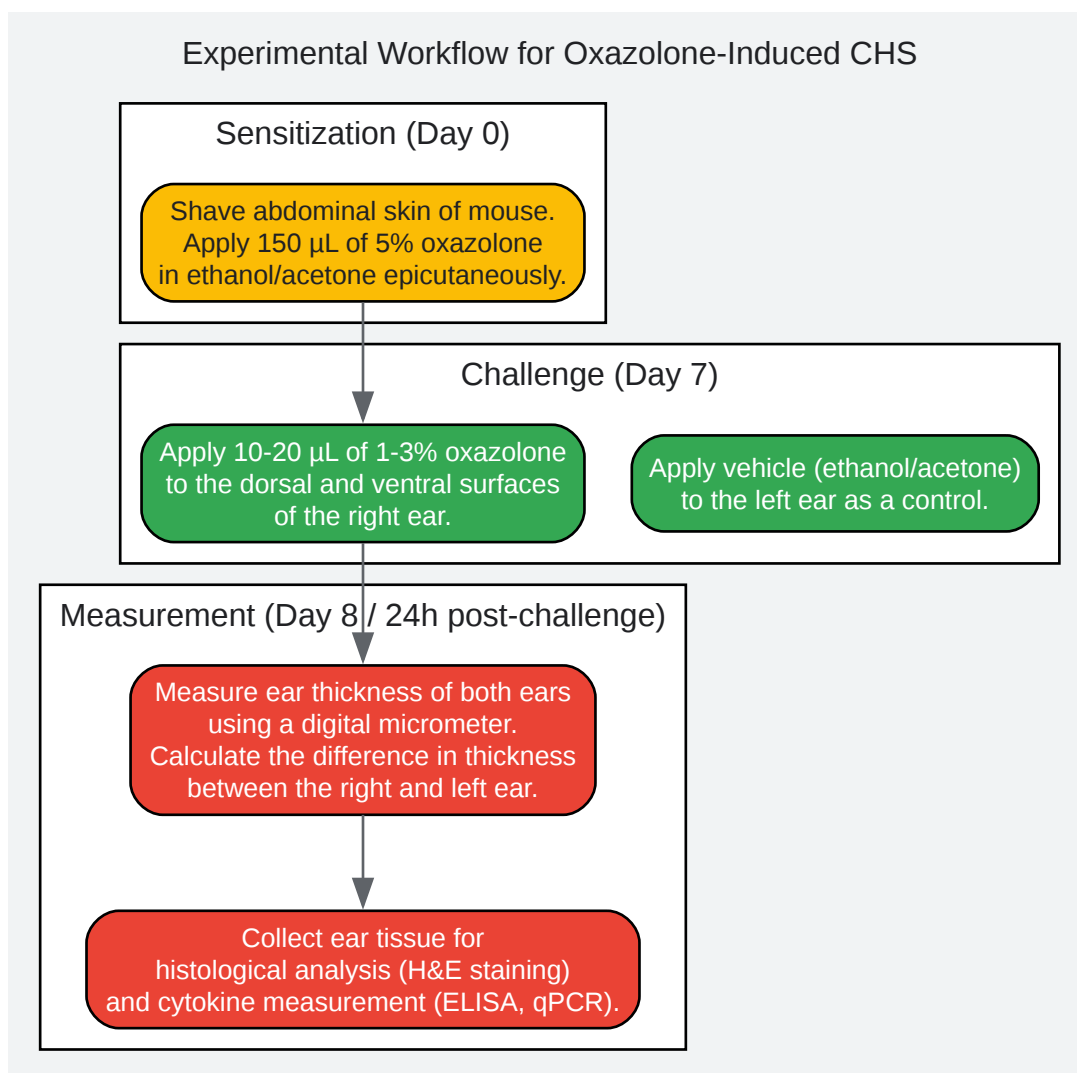 Experimental Workflow for Oxazolone-Induced CHS
Sensitization (Day 0)
Shave abdominal skin of mouse.
Apply 150 µL of 5% oxazolone
in ethanol/acetone epicutaneously.
Challenge (Day 7)
Apply 10-20 µL of 1-3% oxazolone
to the dorsal and ventral surfaces
of the right ear.
Apply vehicle (ethanol/acetone)
to the left ear as a control.
Measurement (Day 8 / 24h post-challenge)
Measure ear thickness of both ears
using a digital micrometer.
Calculate the difference in thickness
between the right and left ear.
Collect ear tissue for
histological analysis (H&E staining)
and cytokine measurement (ELISA, qPCR).